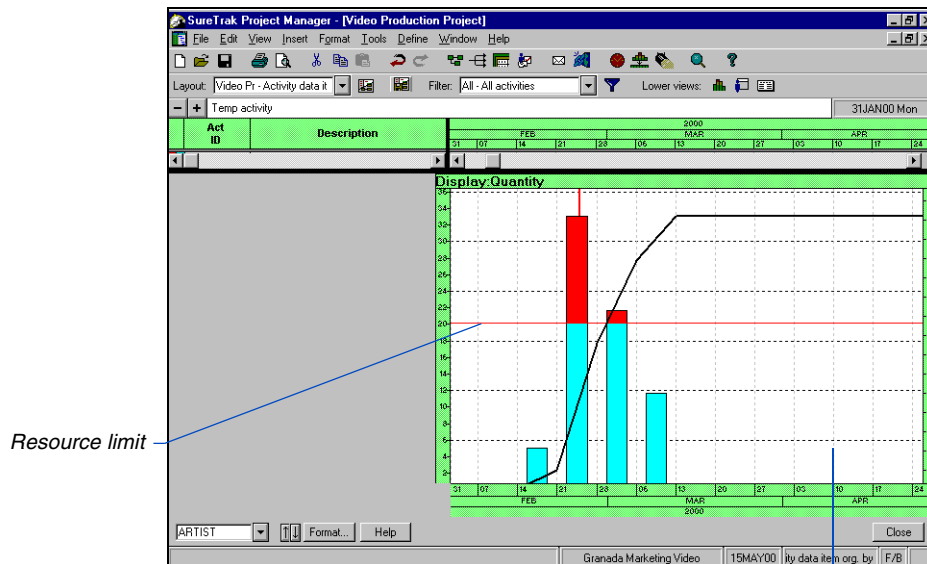 SureTrak Project Manager - [Video Production Project]
File Edit View Insert Format Tools Define Window Help
Layout: Video Pr - Activity data it Filter: All - All activities Lower views:
Temp activity 31JAN00 Mon
Act ID Description
2000
FEB MAR APR
31 07 14 21 28 06 13 20 27 03 10 17 24
Display:Quantity
36
34
32
30
28
26
24
22
20
18
16
14
12
10
8
6
4
2
Resource limit
31 07 14 21 28 06 13 20 27 03 10 17 24
FEB MAR APR
2000
ARTIST Format... Help Close
Granada Marketing Video 15MAY00 ity data item org. by F/B